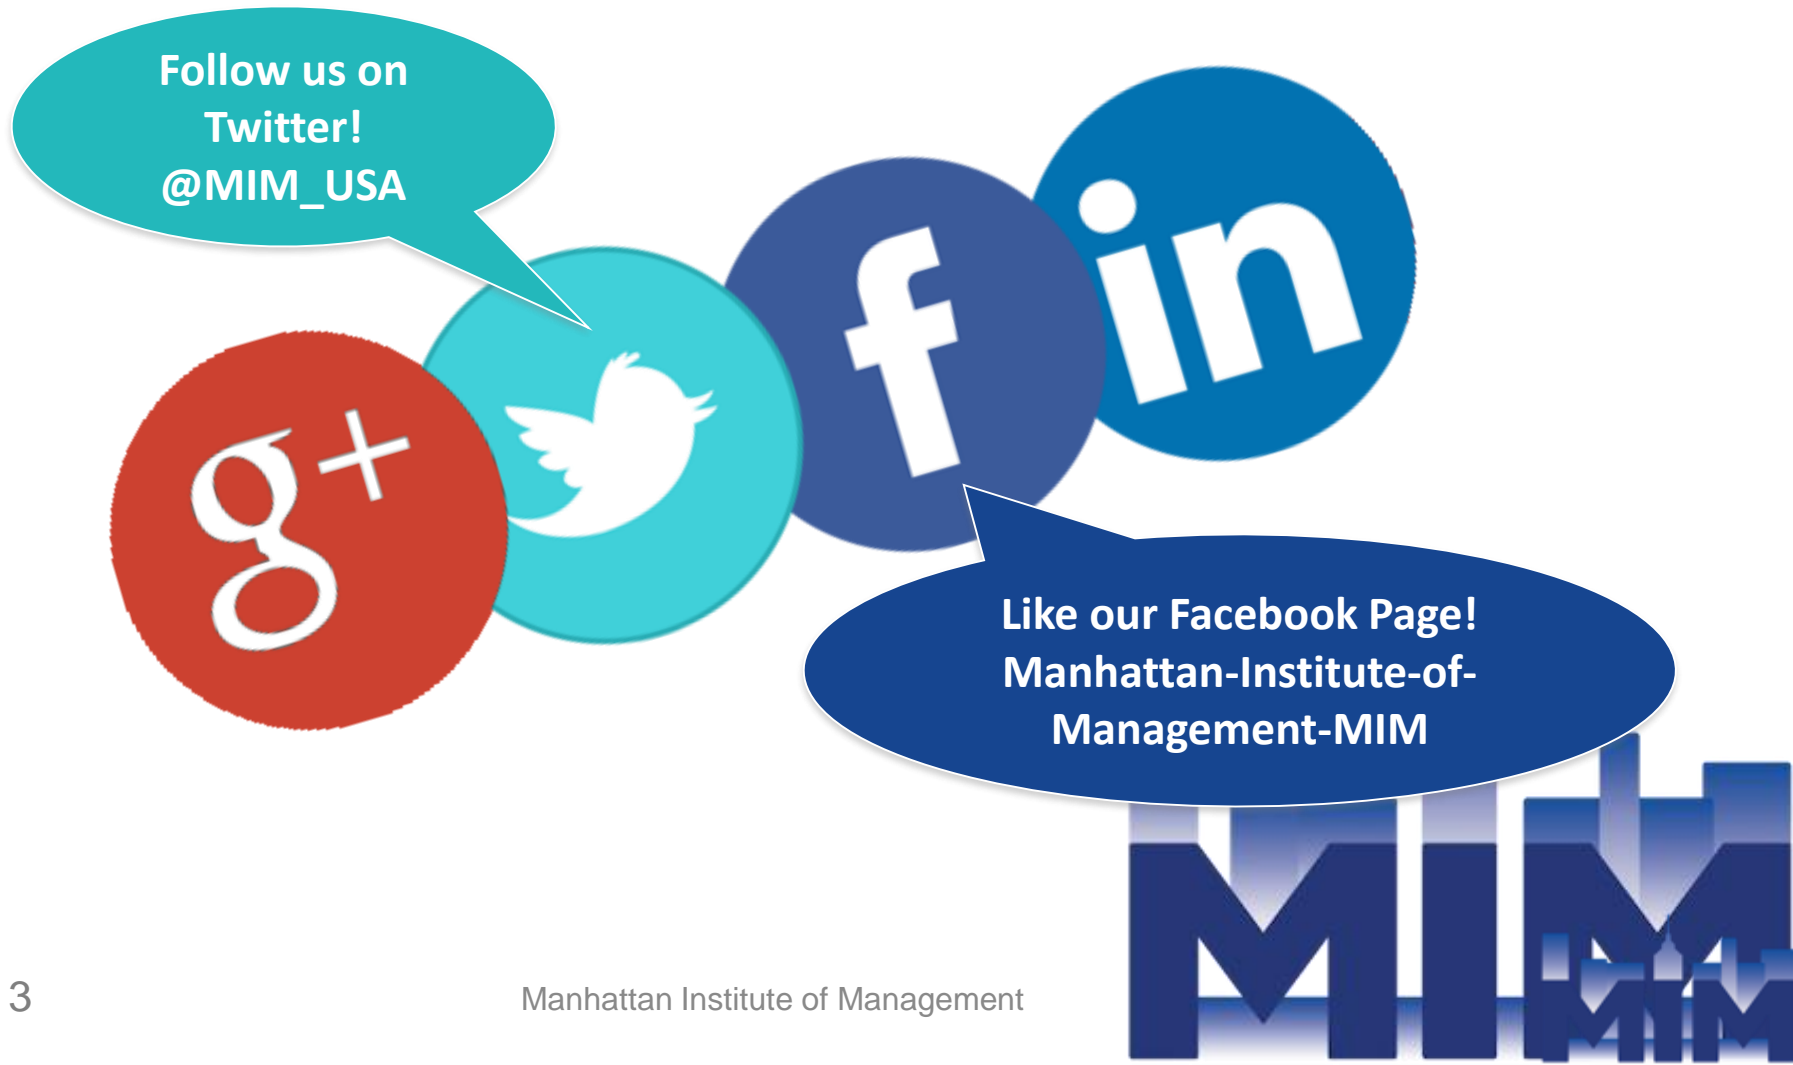 Follow us on
Twitter!
@MIM_USA
in
f
g+
Like our Facebook Page!
Manhattan-Institute-of-
Management-MIM
MIM
MIM
3
Manhattan Institute of Management